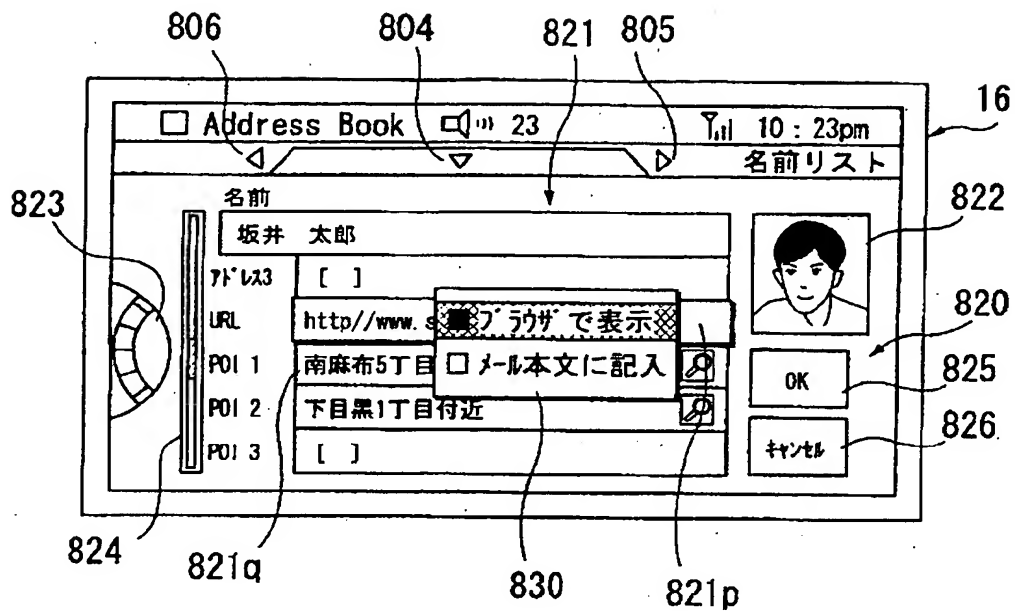 806 804 821 805
16
Address Book 23 10：23pm
名前リスト
823
名前
822
坂井 太郎
ｱﾄﾞﾚｽ3 [ ]
URL http//www.s ﾌﾞﾗｳｻﾞで表示
820
POI 1 南麻布5丁目 ﾒｰﾙ本文に記入
OK
825
POI 2 下目黒1丁目付近
826
POI 3 [ ]
ｷｬﾝｾﾙ
824 821q 830 821p